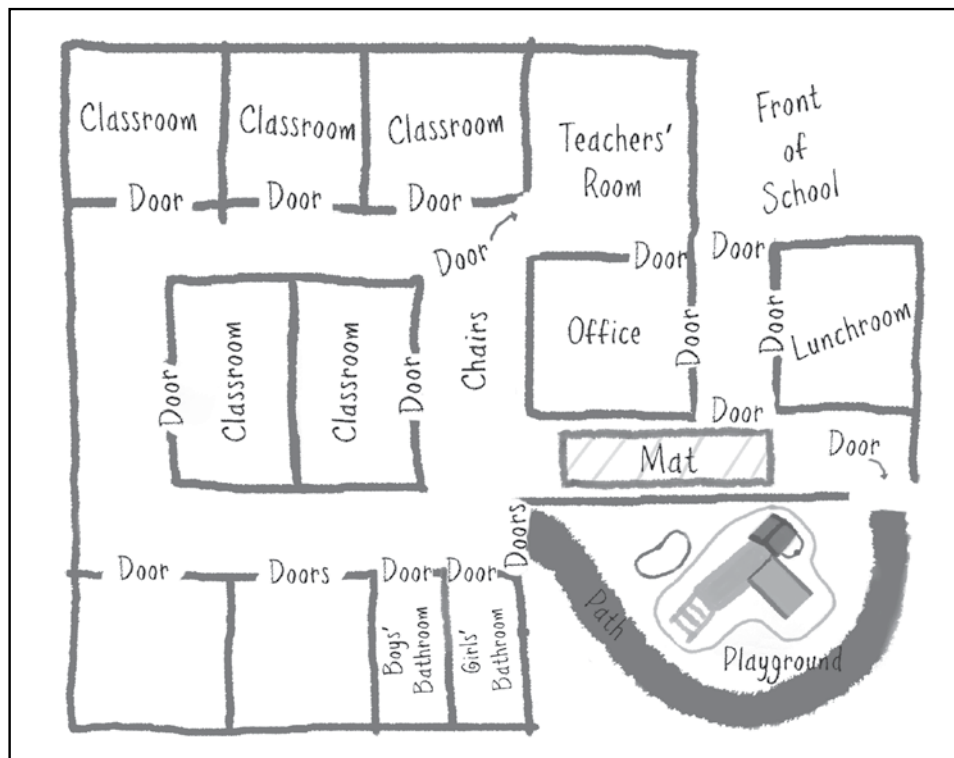 Classroom
Classroom
Classroom
Teachers'
Room
Front
of
School
Door
Door
Door
Door
Door
Door
Office
Door
Door
Lunchroom
Chairs
Door
Classroom
Classroom
Door
Door
Mat
Door
Doors
Door
Doors
Door
Door
Boys'
Bathroom
Girls'
Bathroom
Path
Playground